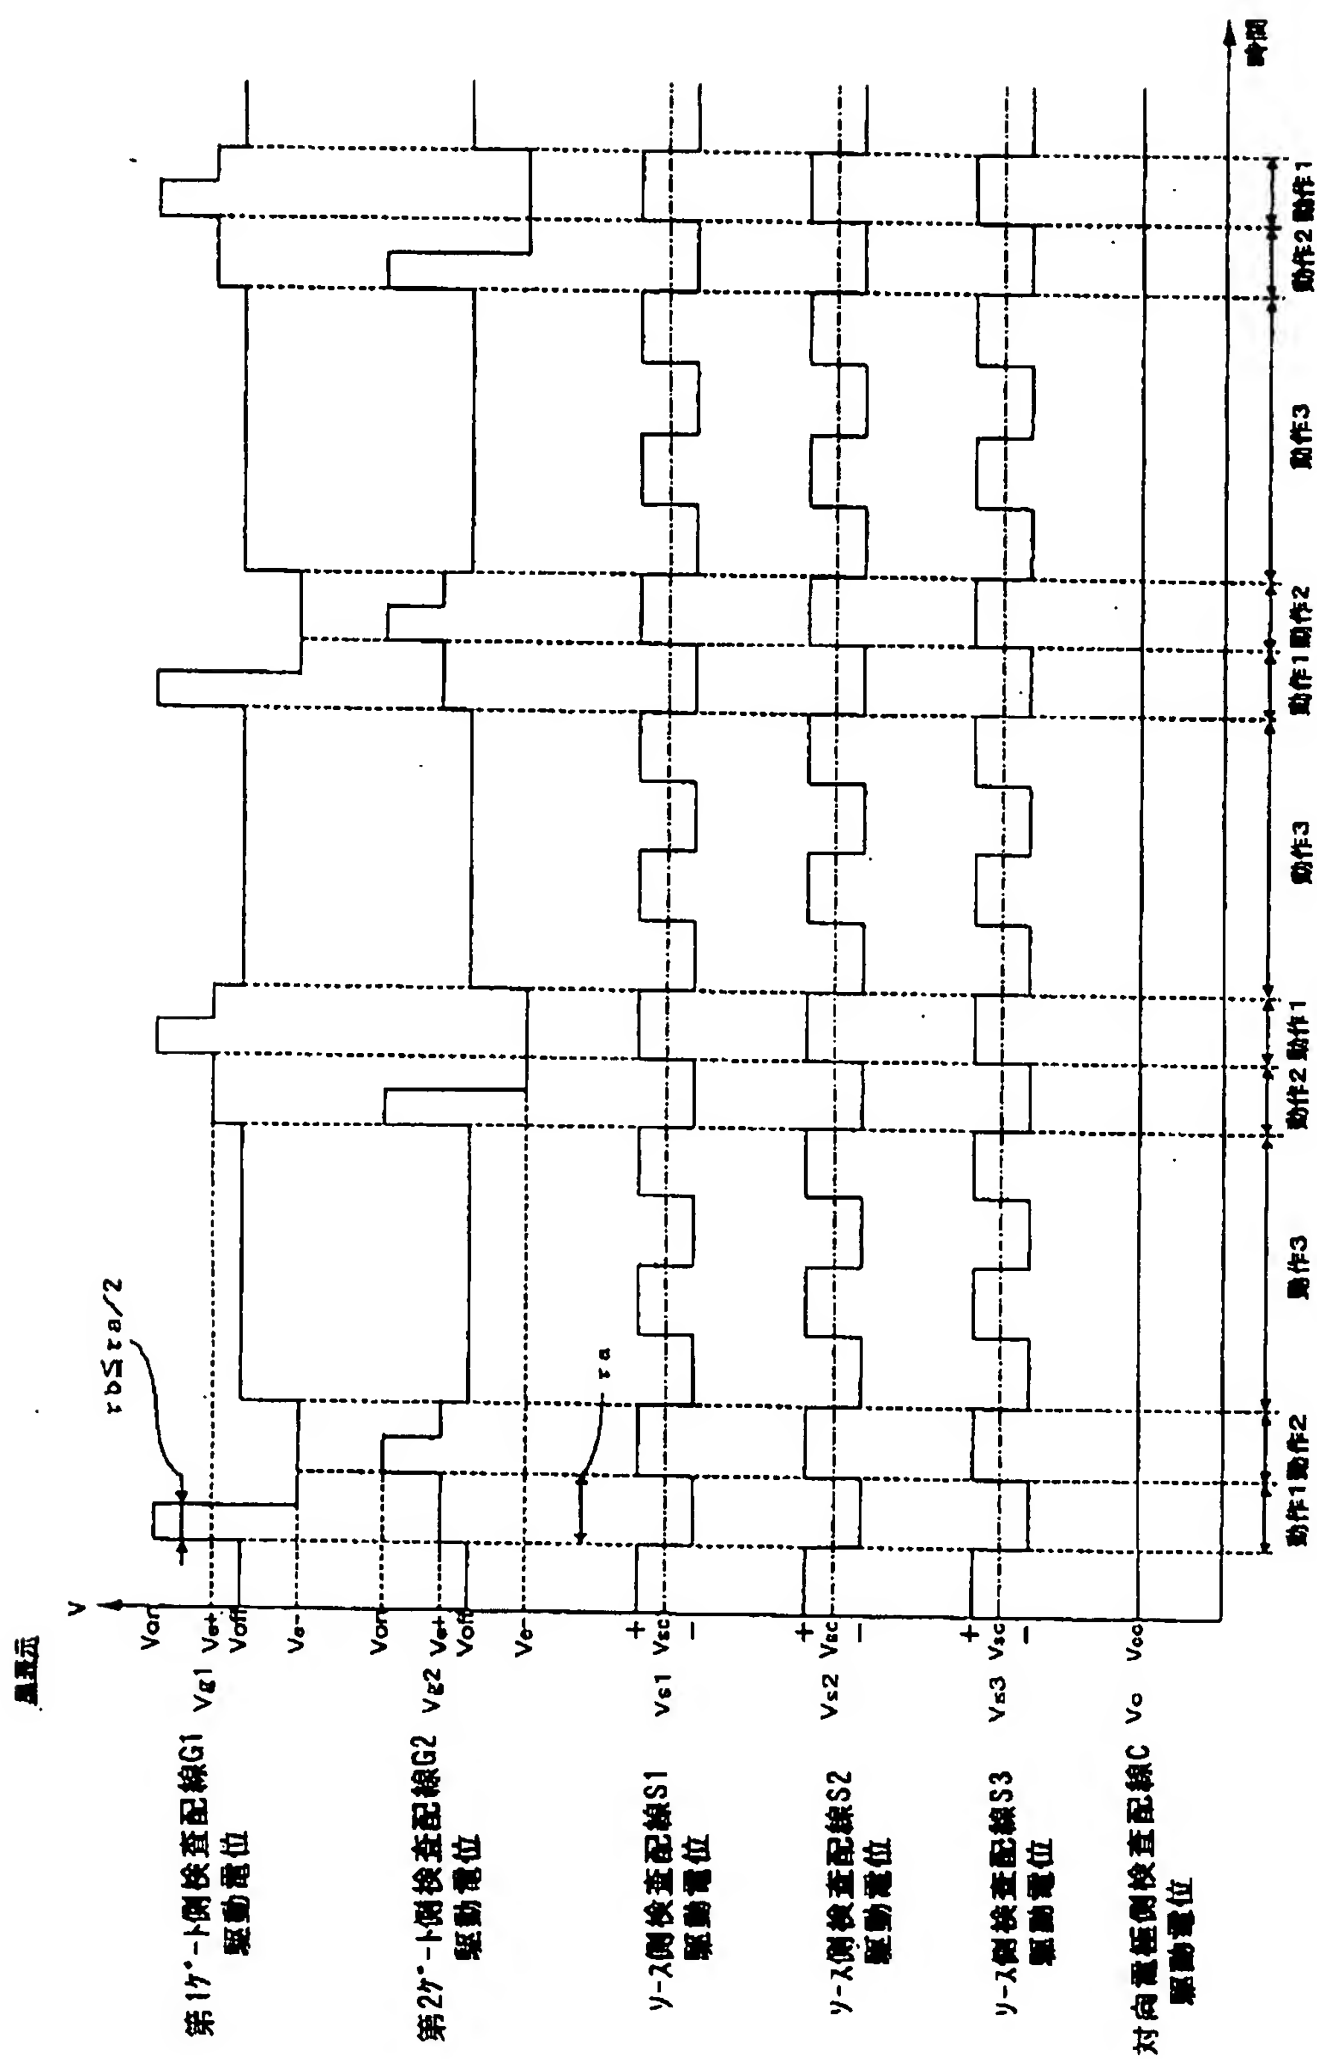 黒表示
V
Von
Ve+
Vg1
Voff
Ve-
第1ゲート側検査配線G1
駆動電位
Von
Ve+
Vg2
Voff
Ve-
第2ゲート側検査配線G2
駆動電位
+
Vs1 Vsc
-
ソース側検査配線S1
駆動電位
+
Vs2 Vsc
-
ソース側検査配線S2
駆動電位
+
Vs3 Vsc
-
ソース側検査配線S3
駆動電位
Vc Vcc
対向電極側検査配線C
駆動電位
τb≦τa/2
τa
動作1 動作2 動作3 動作2 動作1 動作3 動作1 動作2 動作3 動作2 動作1
時間